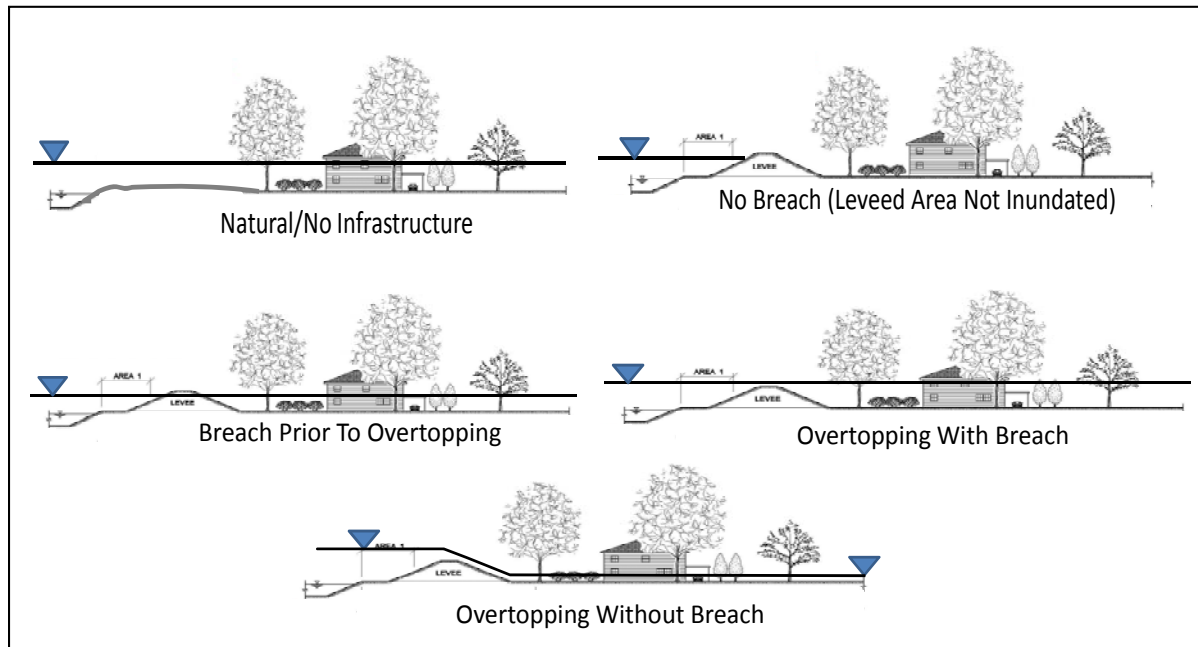 AREA 1
LEVEE
Natural/No Infrastructure
No Breach (Leveed Area Not Inundated)
AREA 1
LEVEE
Breach Prior To Overtopping
AREA 1
LEVEE
Overtopping With Breach
AREA 1
LEVEE
Overtopping Without Breach